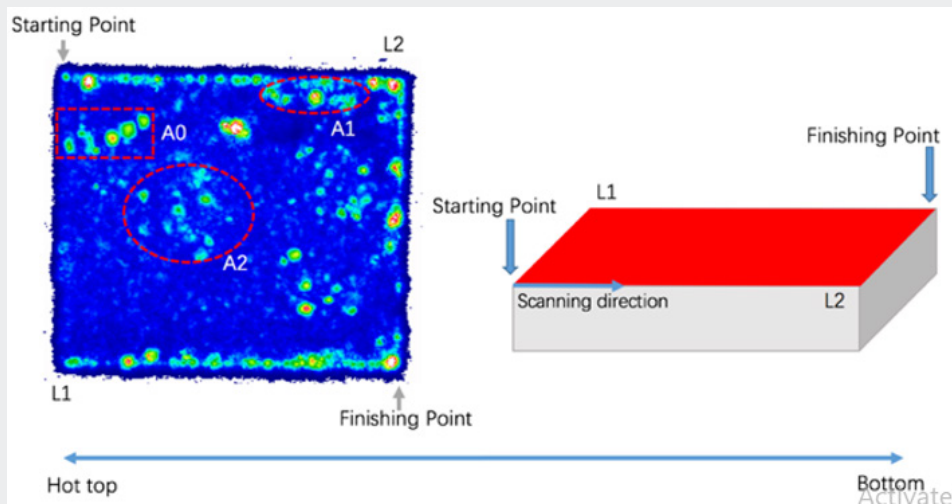 Starting Point
L2
A0
A1
A2
L1
Finishing Point
Finishing Point
L1
Starting Point
Scanning direction
L2
Hot top
Bottom
Activate